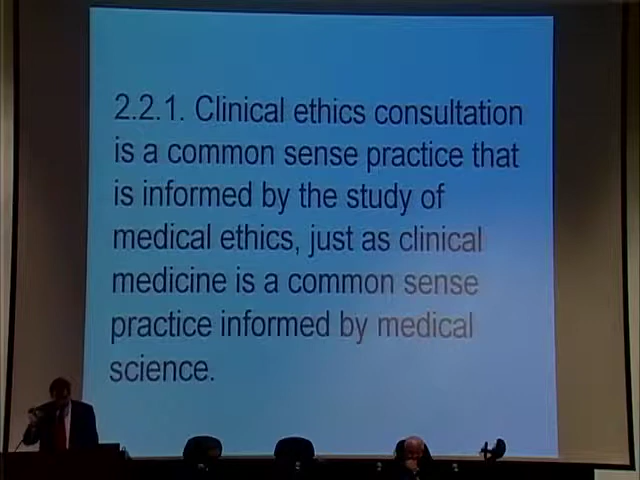 2.2.1. Clinical ethics consultation
is a common sense practice that
is informed by the study of
medical ethics, just as clinical
medicine is a common sense
practice informed by medical
science.